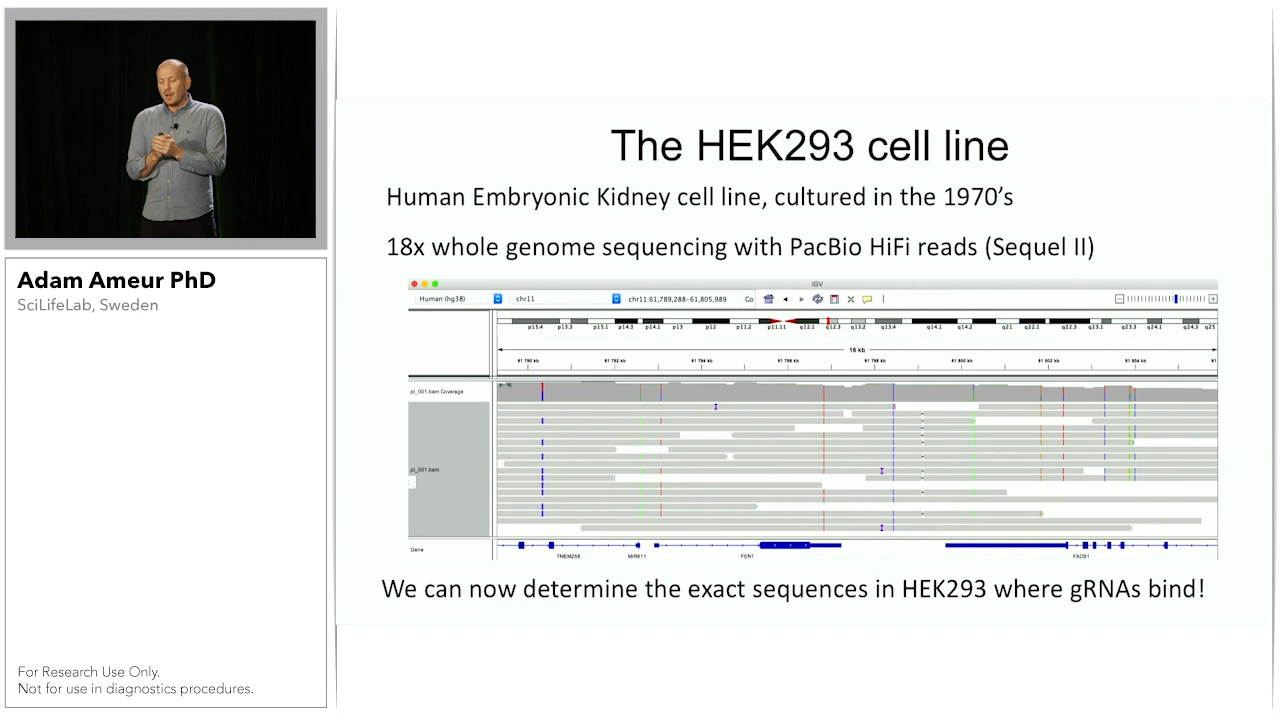 Adam Ameur PhD
SciLifeLab, Sweden
For Research Use Only.
Not for use in diagnostics procedures.
The HEK293 cell line
Human Embryonic Kidney cell line, cultured in the 1970’s
18x whole genome sequencing with PacBio HiFi reads (Sequel II)
IGV
Human (hg38) chr11 chr11:61,789,288-61,805,989 Go
p15.4 p15.3 p15.1 p14.3 p14.1 p13 p12 p11.2 p11.11 q12.1 q12.3 q13.2 q13.4 q14.1 q14.2 q21 q22.1 q22.3 q23.1 q23.3 q24.1 q24.3 q25
16 kb
61 790 kb 61 792 kb 61 794 kb 61 796 kb 61 798 kb 61 800 kb 61 802 kb 61 804 kb 61
pt_001.bam Coverage
pt_001.bam
Gene
TMEM258 MIR611 FEN1 FADS1
We can now determine the exact sequences in HEK293 where gRNAs bind!